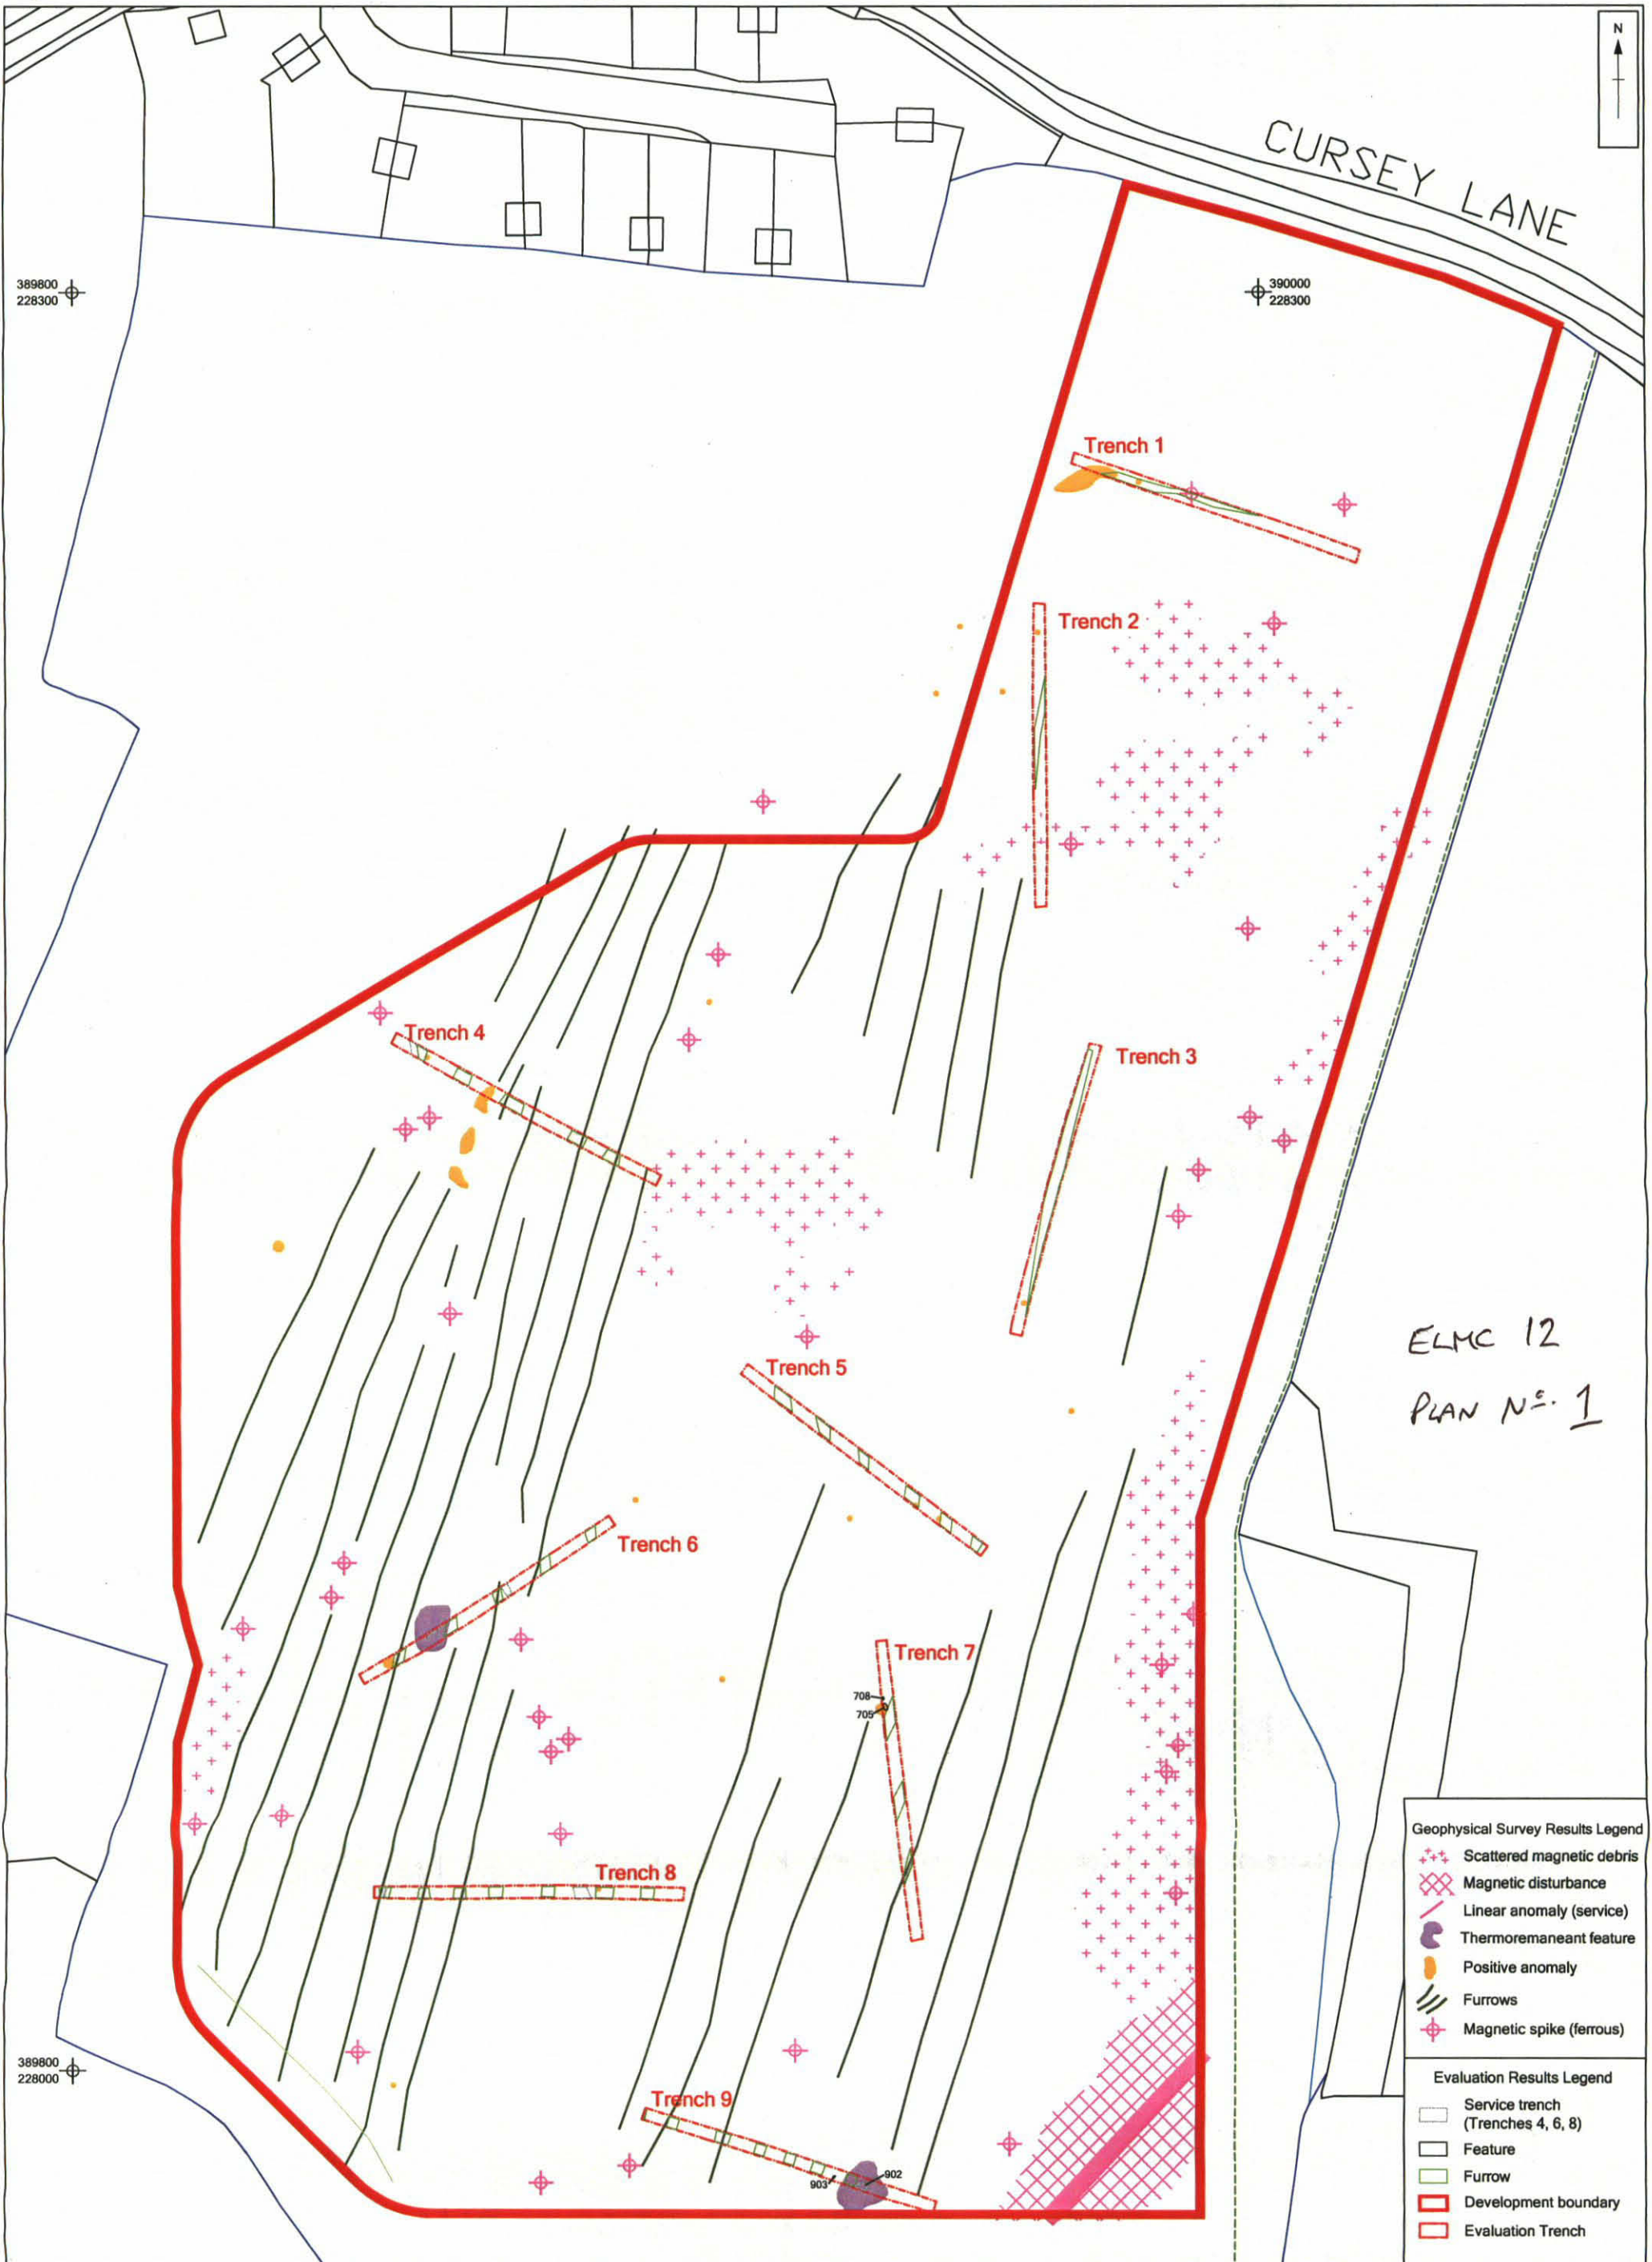 N
CURSEY LANE
389800
228300
390000
228300
Trench 1
Trench 2
Trench 4
Trench 3
ELMC 12
PLAN No. 1
Trench 5
Trench 6
Trench 7
708
705
Trench 8
389800
228000
Trench 9
903
902
Geophysical Survey Results Legend
Scattered magnetic debris
Magnetic disturbance
Linear anomaly (service)
Thermoremaneant feature
Positive anomaly
Furrows
Magnetic spike (ferrous)
Evaluation Results Legend
Service trench
(Trenches 4, 6, 8)
Feature
Furrow
Development boundary
Evaluation Trench